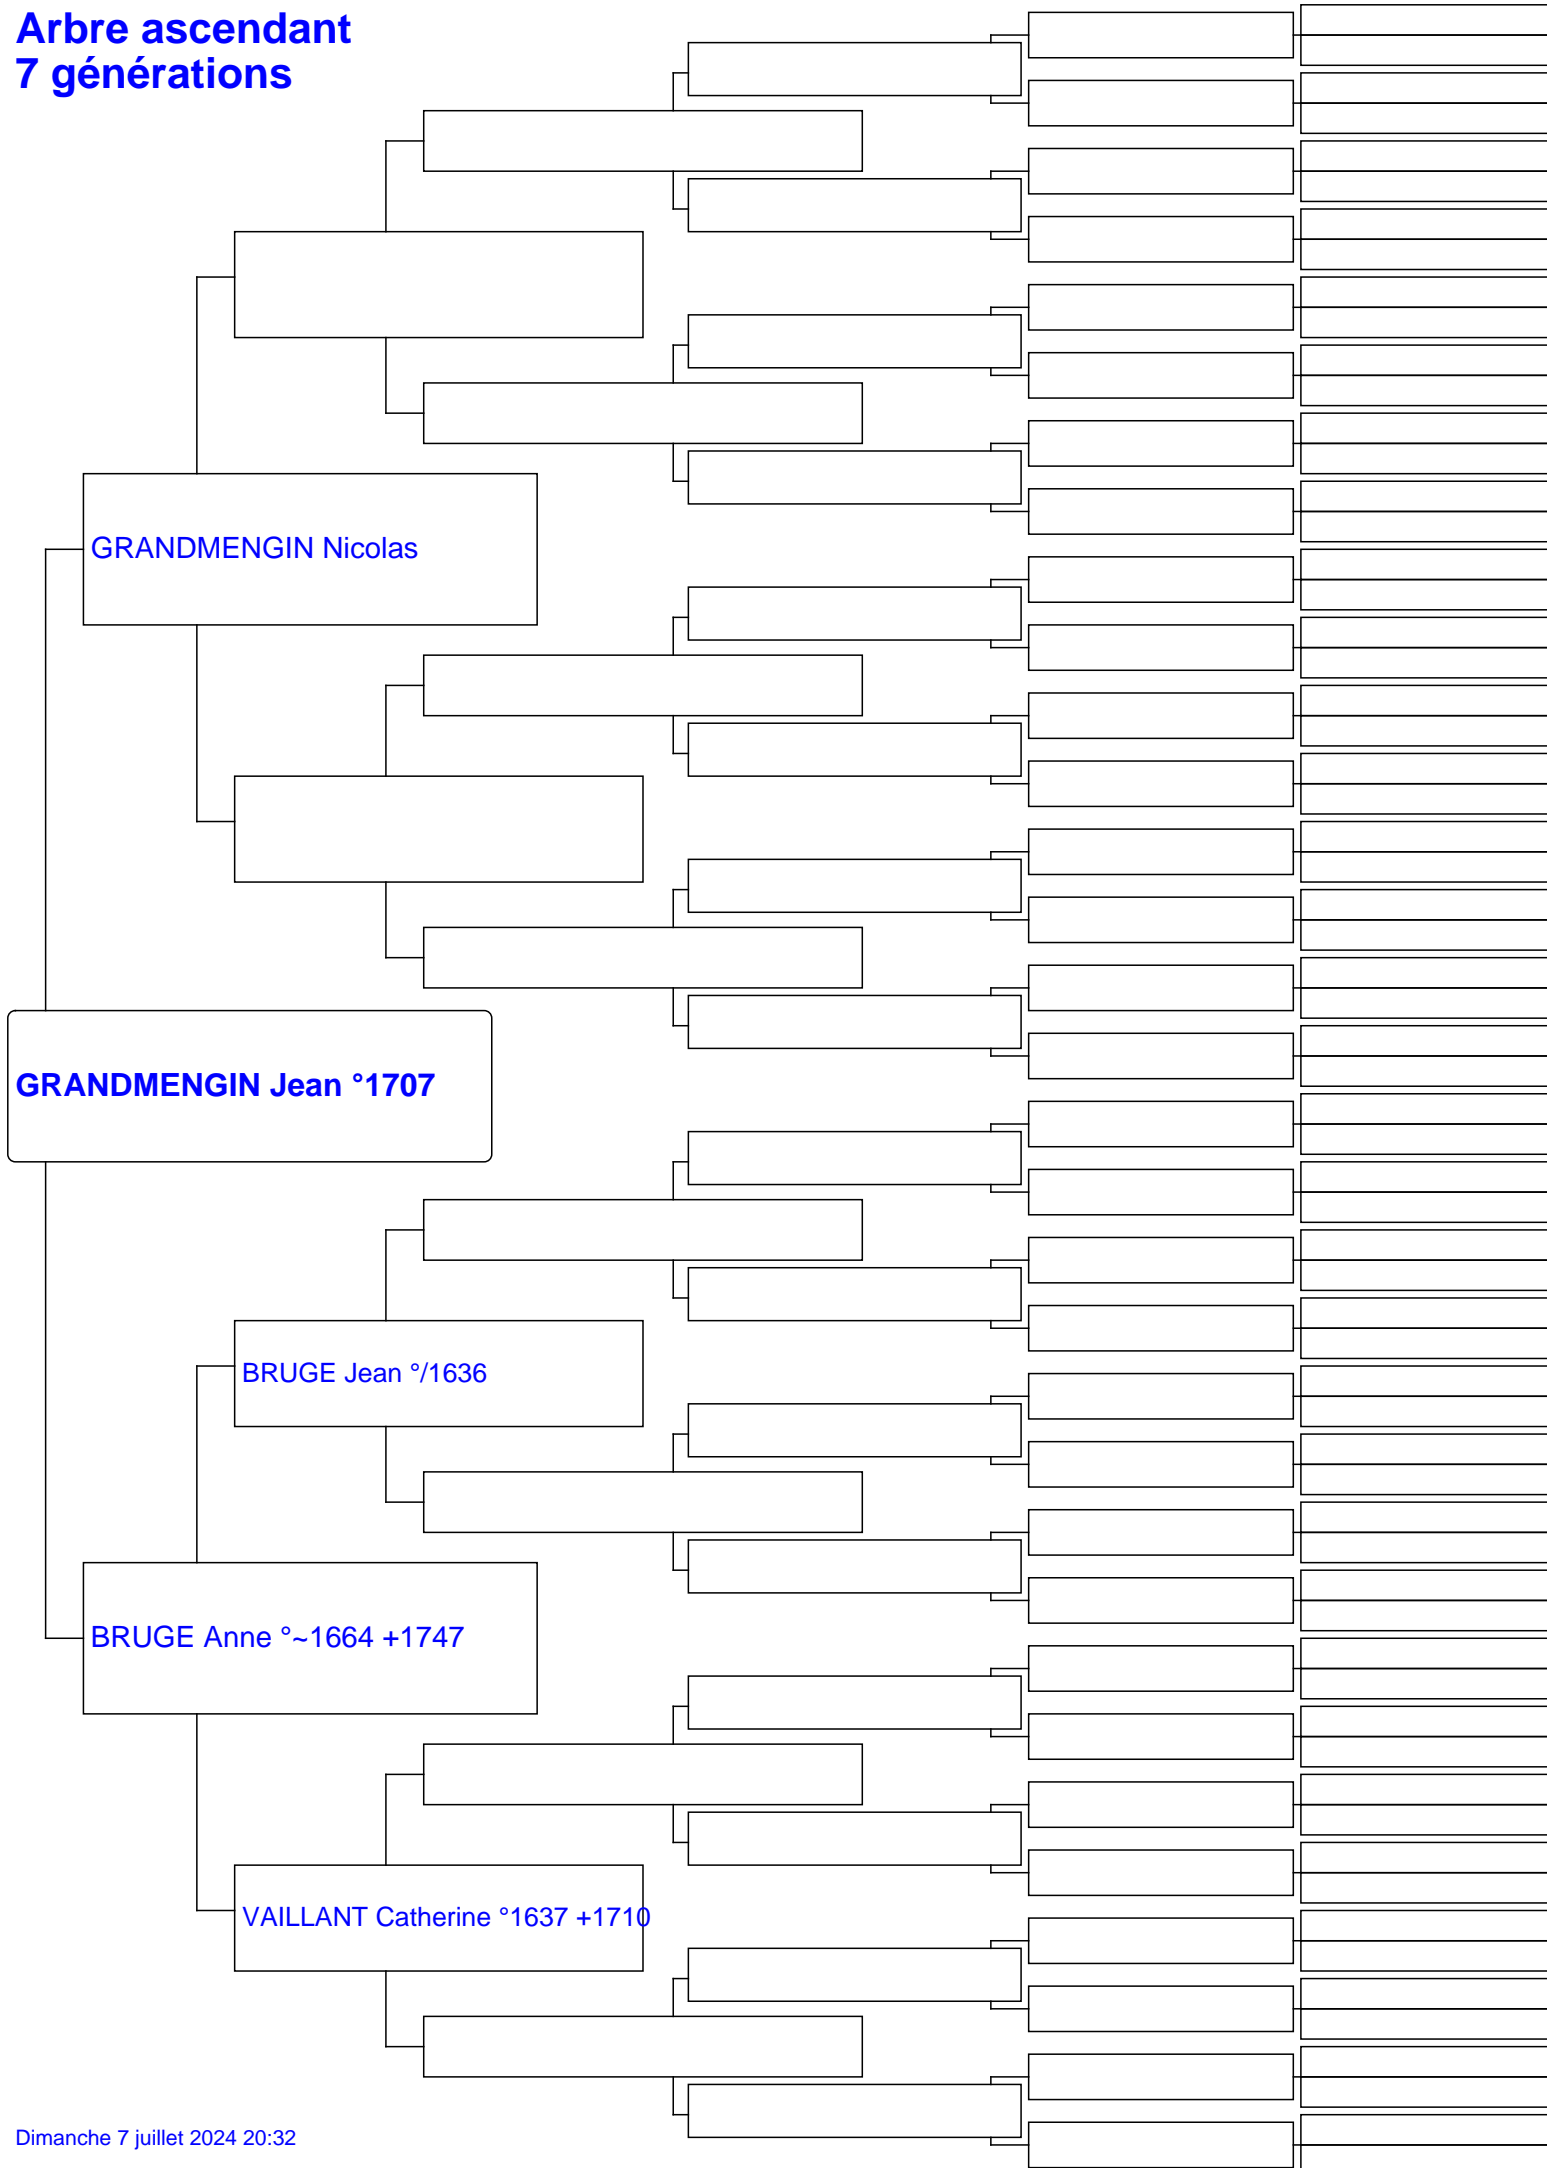 Arbre ascendant
7 générations
GRANDMENGIN Nicolas
GRANDMENGIN Jean °1707
BRUGE Jean °/1636
BRUGE Anne °~1664 +1747
VAILLANT Catherine °1637 +1710
Dimanche 7 juillet 2024 20:32